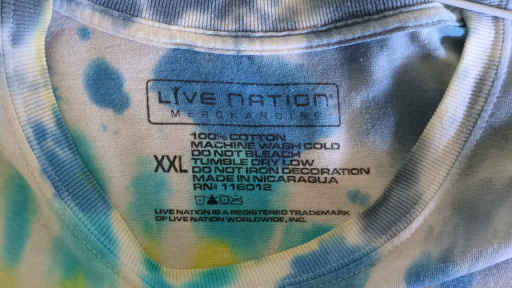 LIVE NATION®
MERCHANDISE
XXL
100% COTTON
MACHINE WASH COLD
DO NOT BLEACH
TUMBLE DRY LOW
DO NOT IRON DECORATION
MADE IN NICARAGUA
RN# 116012
LIVE NATION IS A REGISTERED TRADEMARK
OF LIVE NATION WORLDWIDE, INC.